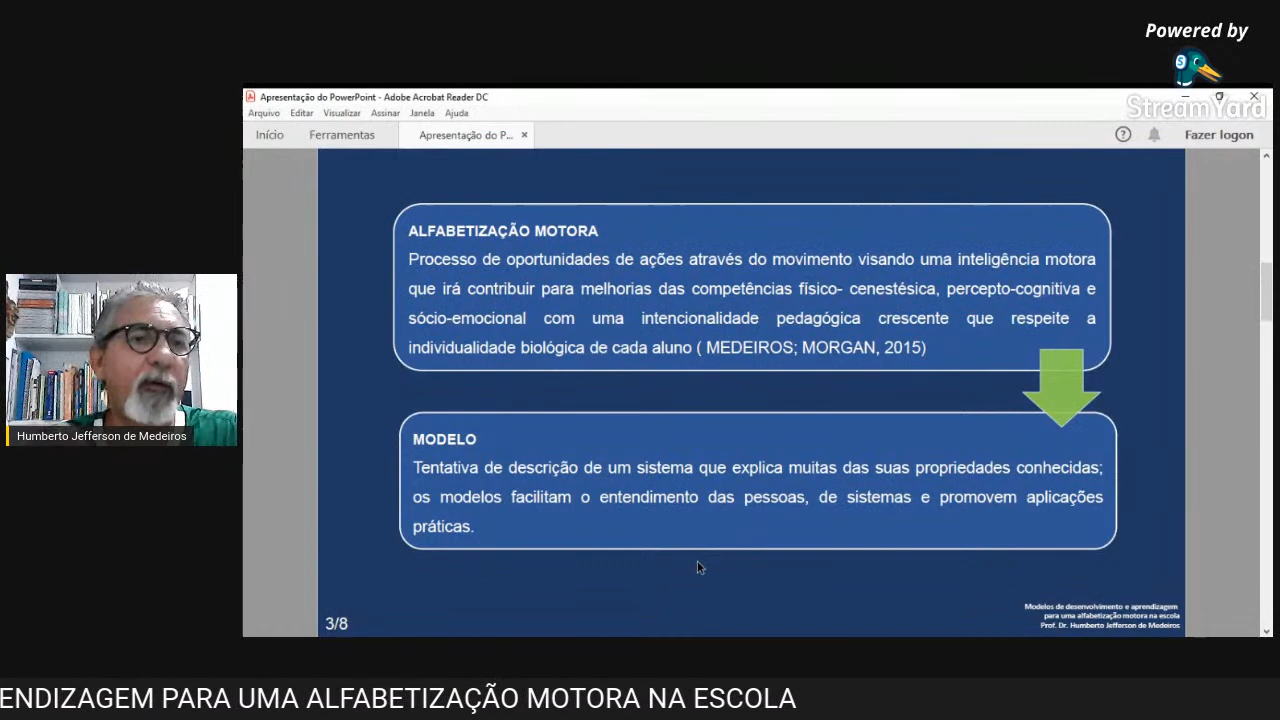 Powered by
StreamYard
Apresentação do PowerPoint - Adobe Acrobat Reader DC
Arquivo Editar Visualizar Assinar Janela Ajuda
Início Ferramentas Apresentação do P... × Fazer logon
ALFABETIZAÇÃO MOTORA
Processo de oportunidades de ações através do movimento visando uma inteligência motora
que irá contribuir para melhorias das competências físico- cenestésica, percepto-cognitiva e
sócio-emocional com uma intencionalidade pedagógica crescente que respeite a
individualidade biológica de cada aluno ( MEDEIROS; MORGAN, 2015)
MODELO
Tentativa de descrição de um sistema que explica muitas das suas propriedades conhecidas;
os modelos facilitam o entendimento das pessoas, de sistemas e promovem aplicações
práticas.
Humberto Jefferson de Medeiros
Modelos de desenvolvimento e aprendizagem
para uma alfabetização motora na escola
Prof. Dr. Humberto Jefferson de Medeiros
3/8
ENDIZAGEM PARA UMA ALFABETIZAÇÃO MOTORA NA ESCOLA